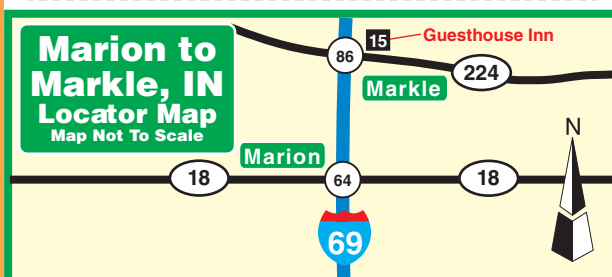 Marion to
Markle, IN
Locator Map
Map Not To Scale
86
15
Guesthouse Inn
224
Markle
Marion
N
18
64
18
69